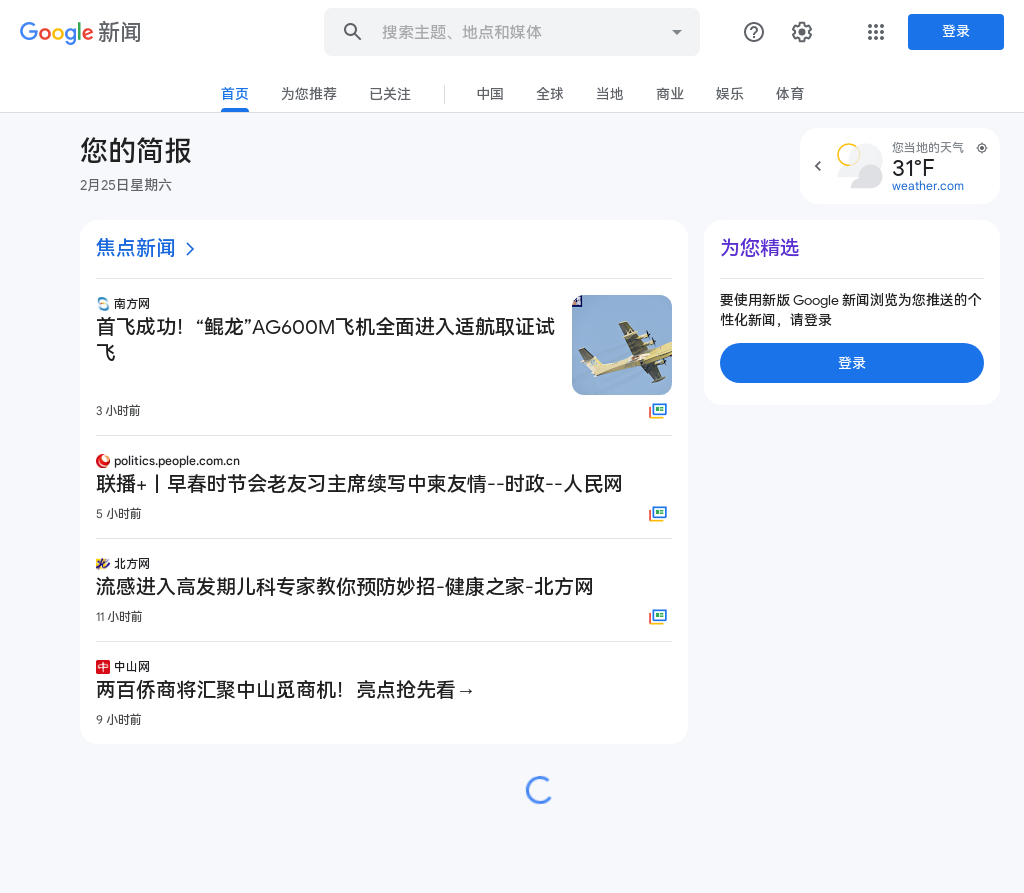 Google 新闻
搜索主题、地点和媒体
登录
首页 为您推荐 已关注 中国 全球 当地 商业 娱乐 体育
您的简报
2月25日星期六
您当地的天气
31°F
weather.com
焦点新闻
南方网
首飞成功！“鲲龙”AG600M飞机全面进入适航取证试
飞
3 小时前
politics.people.com.cn
联播+丨早春时节会老友习主席续写中柬友情--时政--人民网
5 小时前
北方网
流感进入高发期儿科专家教你预防妙招-健康之家-北方网
11 小时前
中山网
两百侨商将汇聚中山觅商机！亮点抢先看→
9 小时前
为您精选
要使用新版 Google 新闻浏览为您推送的个
性化新闻，请登录
登录